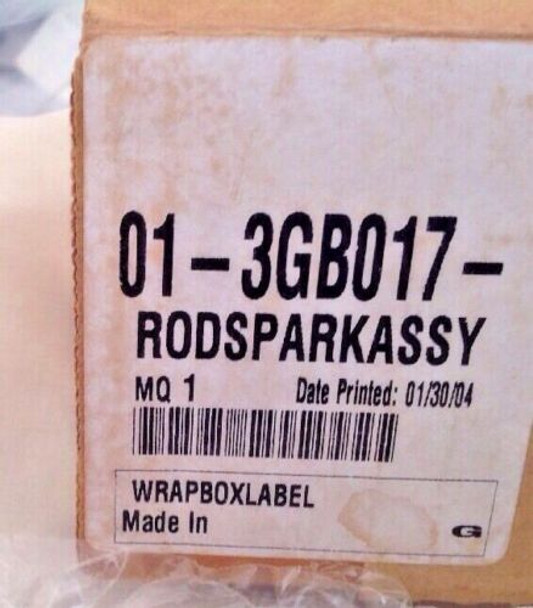 01-3GB017-
RODSPARKASSY
MQ 1 Date Printed: 01/30/04
WRAPBOXLABEL
Made In
G